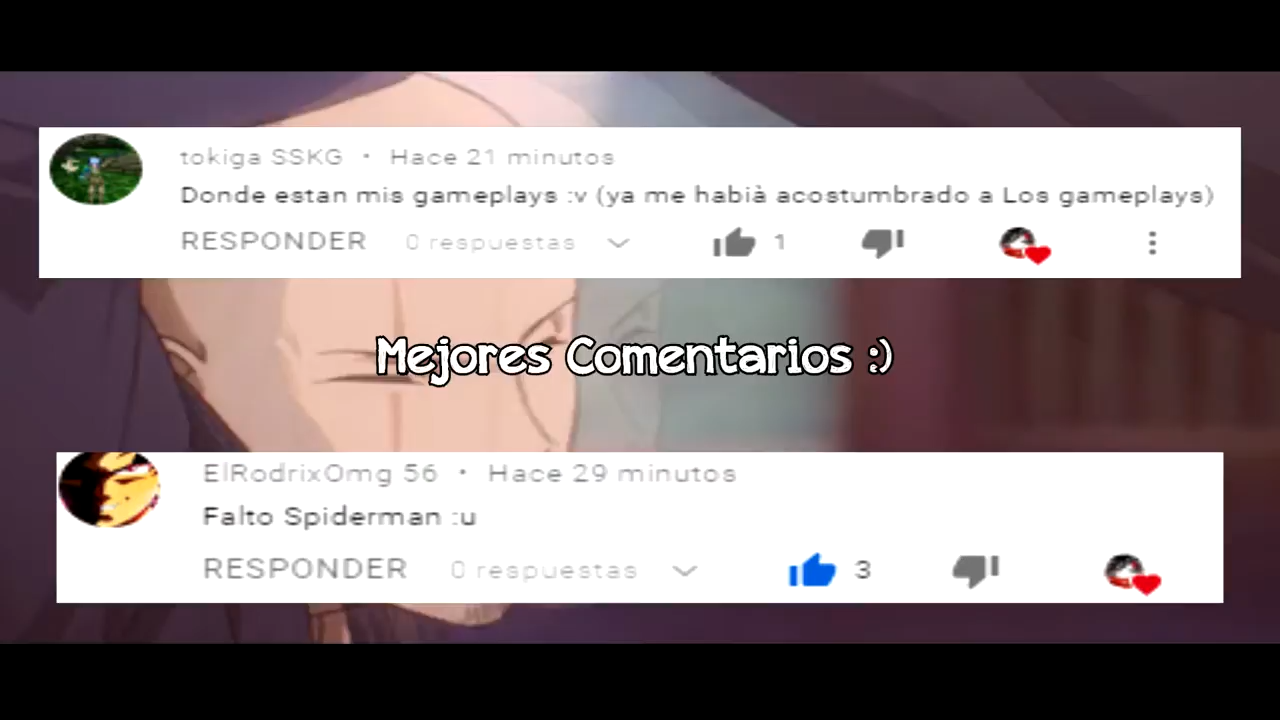 tokiga SSKG • Hace 21 minutos
Donde estan mis gameplays :v (ya me habià acostumbrado a Los gameplays)
RESPONDER 0 respuestas 1
Mejores Comentarios :)
ElRodrixOmg 56 • Hace 29 minutos
Falto Spiderman :u
RESPONDER 0 respuestas 3